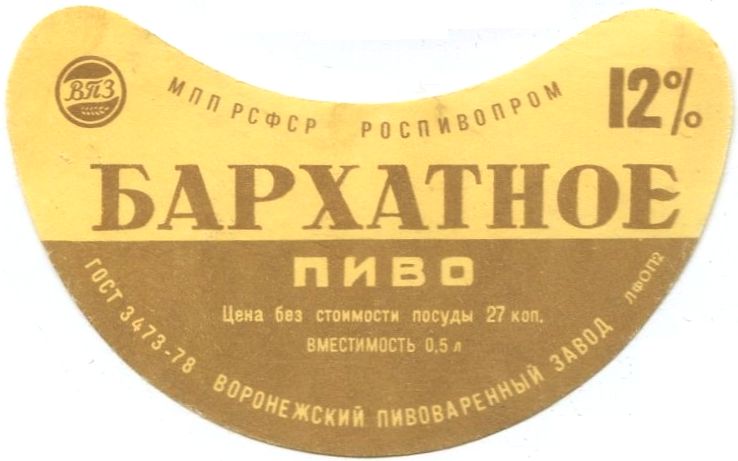 ВПЗ
МПП РСФСР РОСПИВОПРОМ
12%
БАРХАТНОЕ
ПИВО
Цена без стоимости посуды 27 коп.
ВМЕСТИМОСТЬ 0,5 л
ГОСТ 3473-78 ВОРОНЕЖСКИЙ ПИВОВАРЕННЫЙ ЗАВОД
ЛФОП2